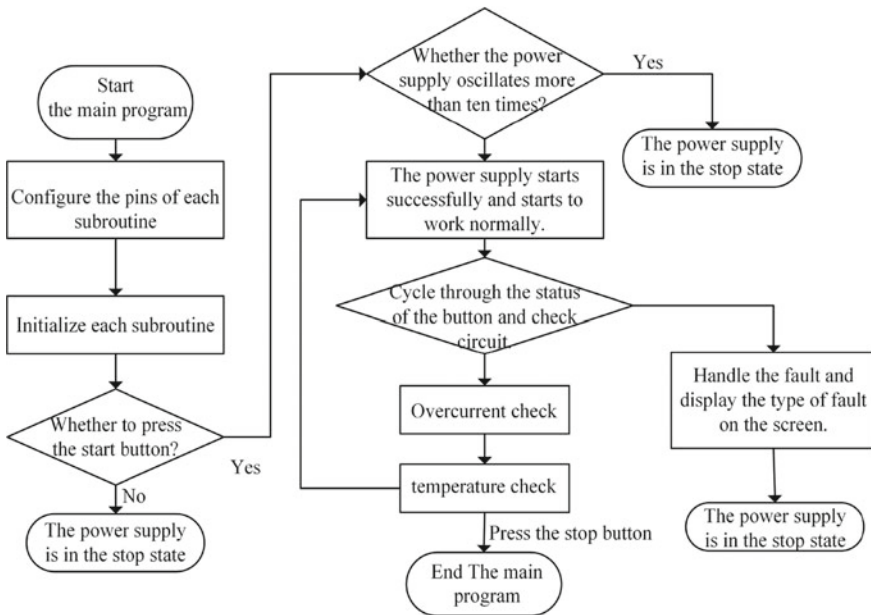 Start
the main program
Configure the pins of each
subroutine
Initialize each subroutine
Whether to press
the start button?
Yes
No
The power supply
is in the stop state
Whether the power
supply oscillates more
than ten times?
Yes
The power supply
is in the stop state
The power supply starts
successfully and starts to
work normally.
Cycle through the status
of the button and check
circuit.
Overcurrent check
temperature check
Press the stop button
End The main
program
Handle the fault and
display the type of fault
on the screen.
The power supply
is in the stop state